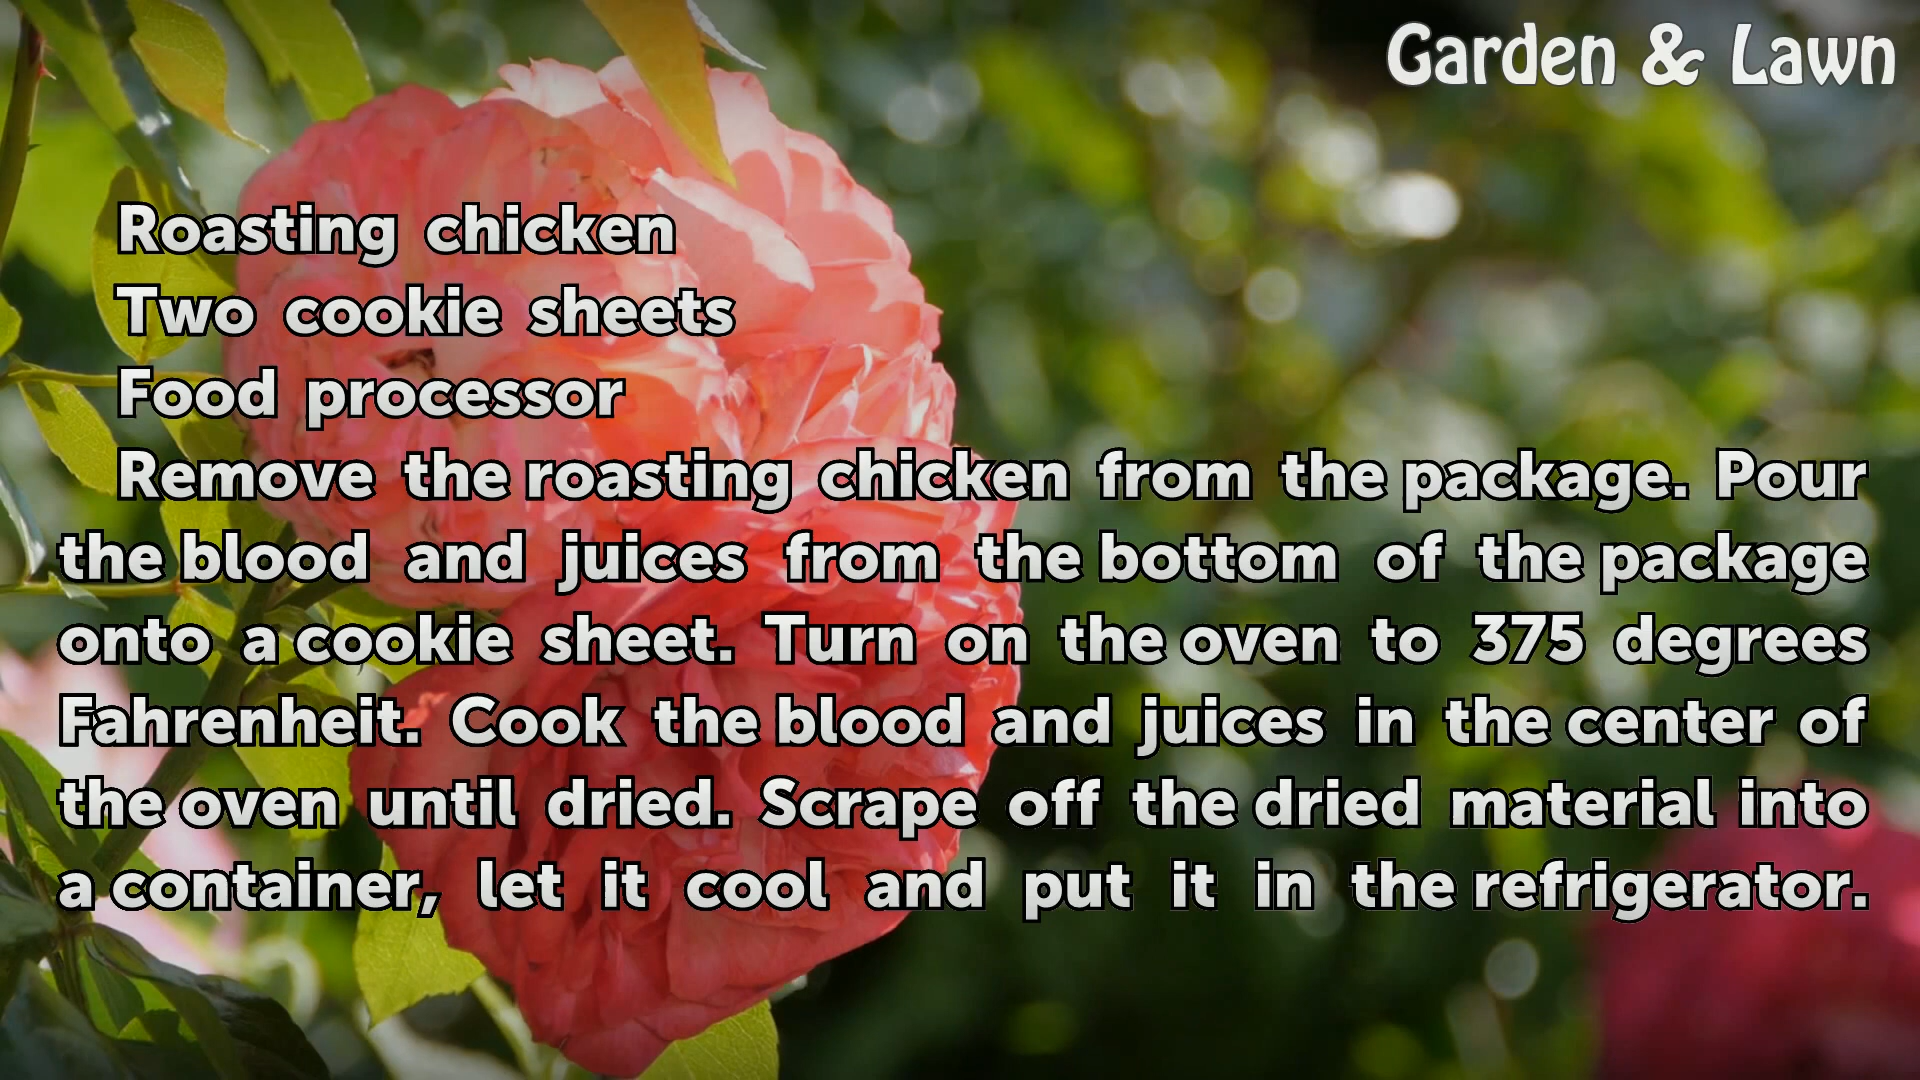 Garden & Lawn
Roasting chicken
Two cookie sheets
Food processor
Remove the roasting chicken from the package. Pour
the blood and juices from the bottom of the package
onto a cookie sheet. Turn on the oven to 375 degrees
Fahrenheit. Cook the blood and juices in the center of
the oven until dried. Scrape off the dried material into
a container, let it cool and put it in the refrigerator.